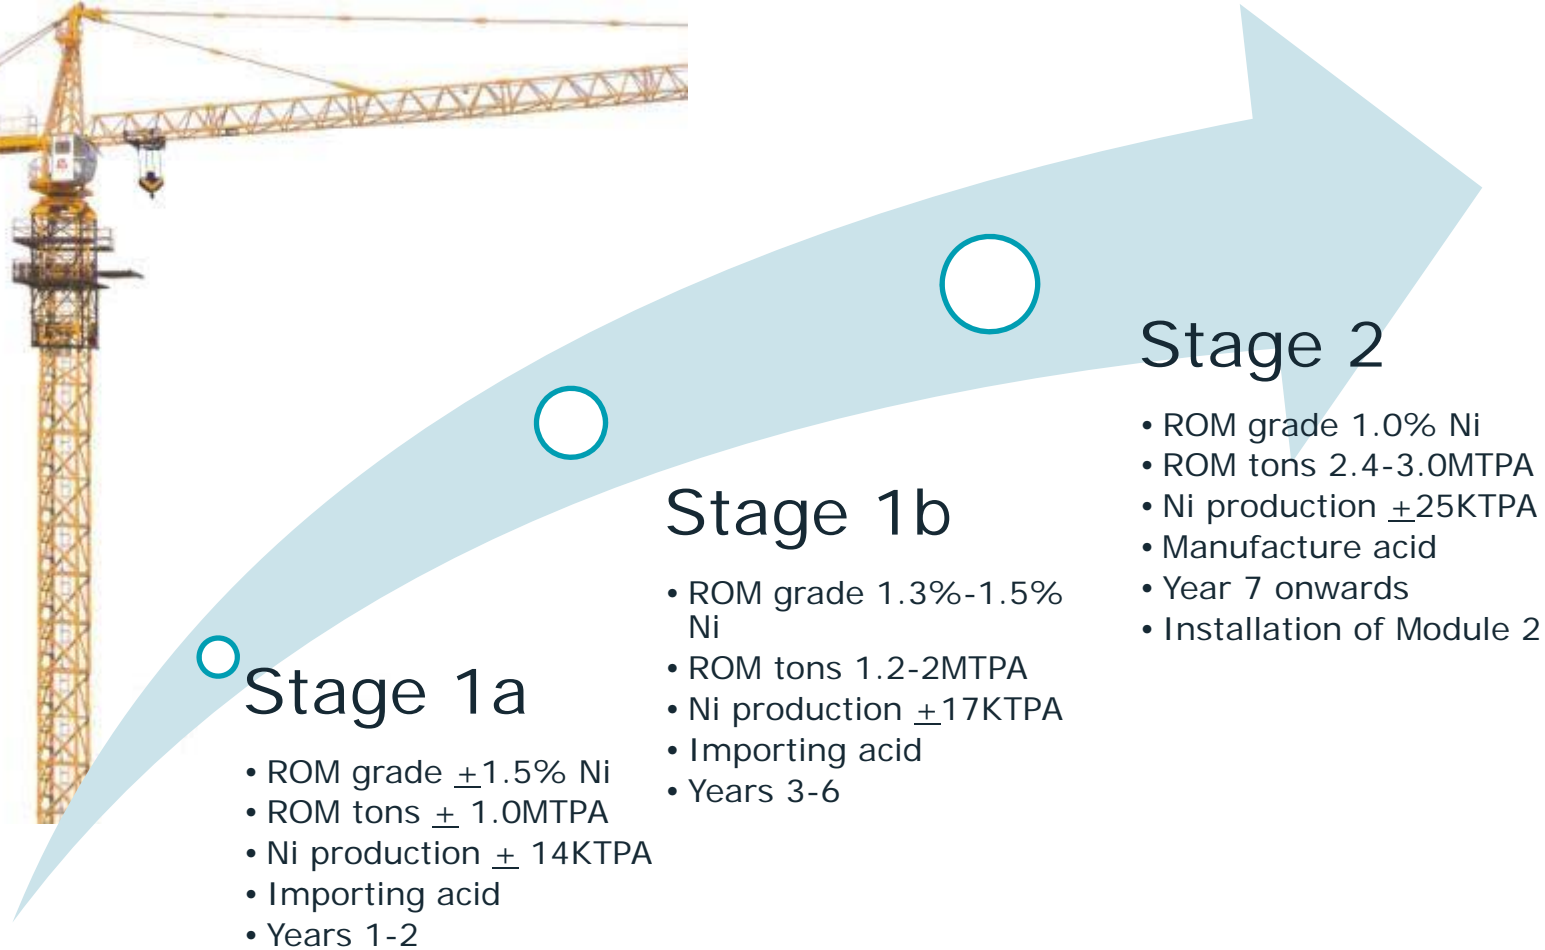 Stage 1a
• ROM grade +1.5% Ni
• ROM tons + 1.0MTPA
• Ni production + 14KTPA
• Importing acid
• Years 1-2
Stage 1b
• ROM grade 1.3%-1.5%
Ni
• ROM tons 1.2-2MTPA
• Ni production +17KTPA
• Importing acid
• Years 3-6
Stage 2
• ROM grade 1.0% Ni
• ROM tons 2.4-3.0MTPA
• Ni production +25KTPA
• Manufacture acid
• Year 7 onwards
• Installation of Module 2